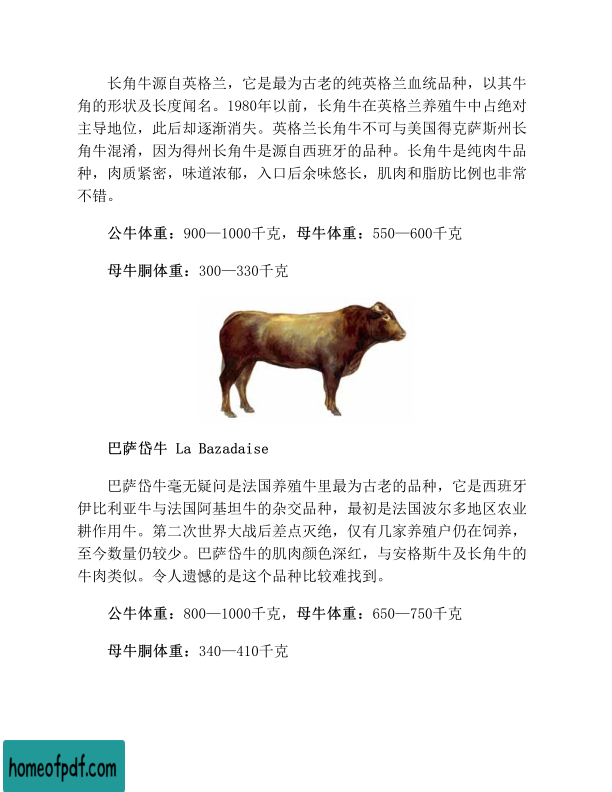 长角牛源自英格兰，它是最为古老的纯英格兰血统品种，以其牛
角的形状及长度闻名。1980年以前，长角牛在英格兰养殖牛中占绝对
主导地位，此后却逐渐消失。英格兰长角牛不可与美国得克萨斯州长
角牛混淆，因为得州长角牛是源自西班牙的品种。长角牛是纯肉牛品
种，肉质紧密，味道浓郁，入口后余味悠长，肌肉和脂肪比例也非常
不错。
公牛体重：900—1000千克，母牛体重：550—600千克
母牛胴体重：300—330千克
巴萨岱牛 La Bazadaise
巴萨岱牛毫无疑问是法国养殖牛里最为古老的品种，它是西班牙
伊比利亚牛与法国阿基坦牛的杂交品种，最初是法国波尔多地区农业
耕作用牛。第二次世界大战后差点灭绝，仅有几家养殖户仍在饲养，
至今数量仍较少。巴萨岱牛的肌肉颜色深红，与安格斯牛及长角牛的
牛肉类似。令人遗憾的是这个品种比较难找到。
公牛体重：800—1000千克，母牛体重：650—750千克
母牛胴体重：340—410千克
homeofpdf.com